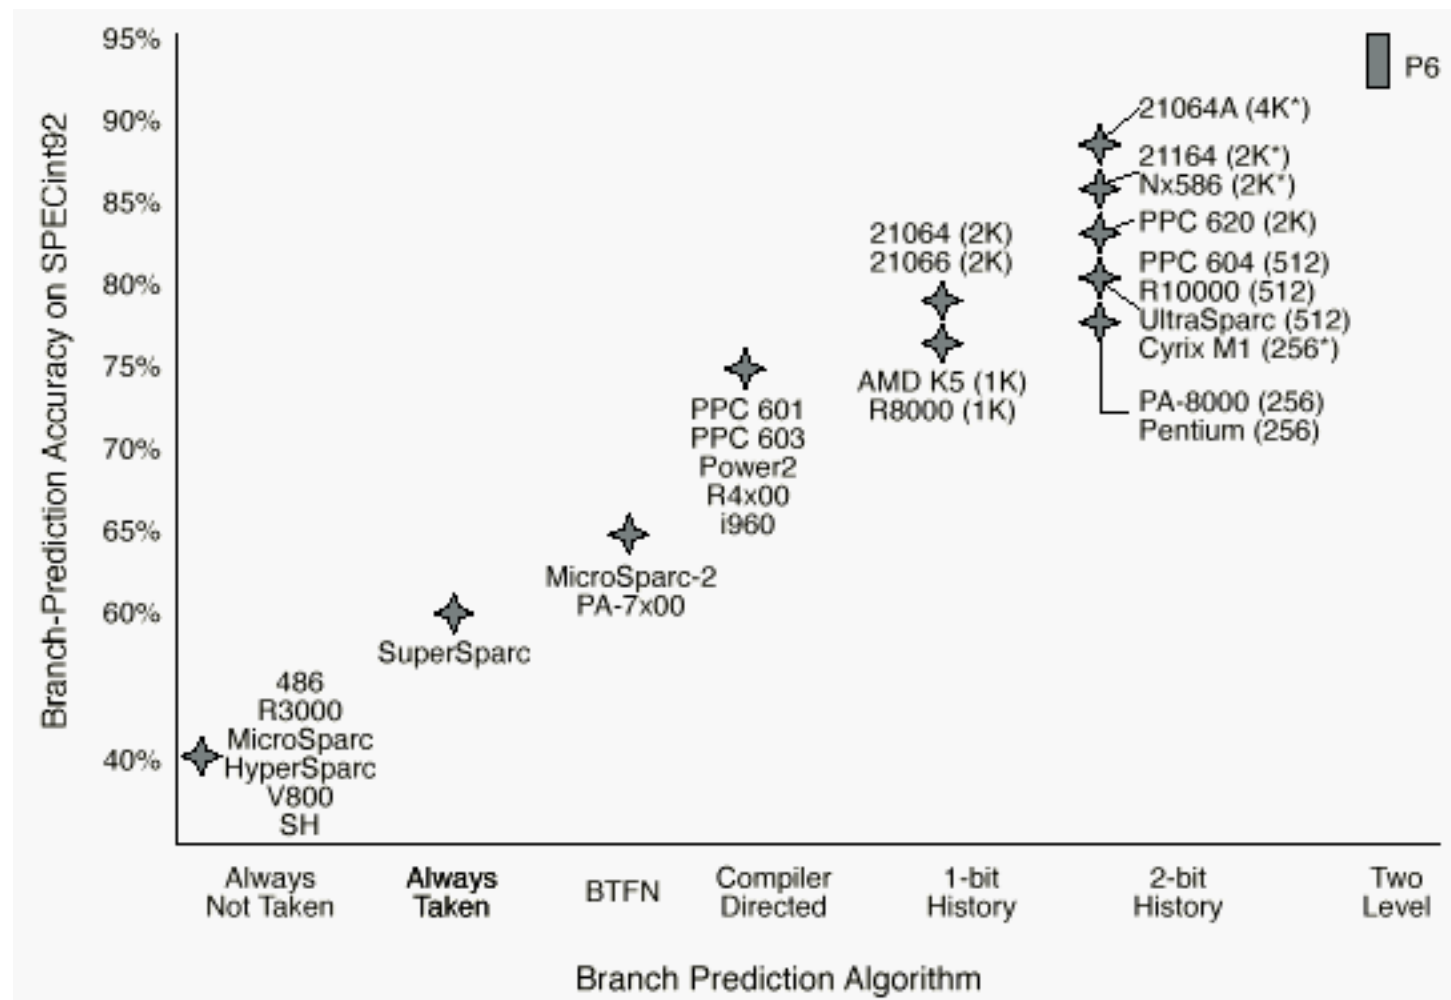 95%
90%
85%
80%
75%
70%
65%
60%
40%
Branch-Prediction Accuracy on SPECint92
P6
21064A (4K*)
21164 (2K*)
Nx586 (2K*)
PPC 620 (2K)
PPC 604 (512)
R10000 (512)
UltraSparc (512)
Cyrix M1 (256*)
PA-8000 (256)
Pentium (256)
21064 (2K)
21066 (2K)
AMD K5 (1K)
R8000 (1K)
PPC 601
PPC 603
Power2
R4x00
i960
MicroSparc-2
PA-7x00
SuperSparc
486
R3000
MicroSparc
HyperSparc
V800
SH
Always
Not Taken
Always
Taken
BTFN
Compiler
Directed
1-bit
History
2-bit
History
Two
Level
Branch Prediction Algorithm